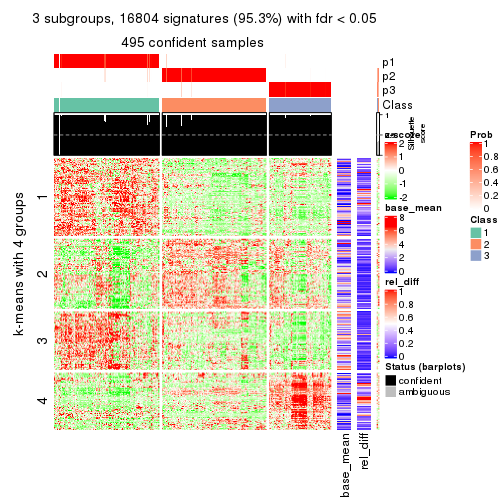 3 subgroups, 16804 signatures (95.3%) with fdr < 0.05
495 confident samples
p1
p2
p3
Class
1
Silhouette
score
k-means with 4 groups
1
2
3
4
base_mean
rel_diff
z-score
2
1
0
-1
-2
base_mean
8
6
4
2
0
rel_diff
1
0.8
0.6
0.4
0.2
0
Status (barplots)
confident
ambiguous
Prob
1
0.8
0.6
0.4
0.2
0
Class
1
2
3